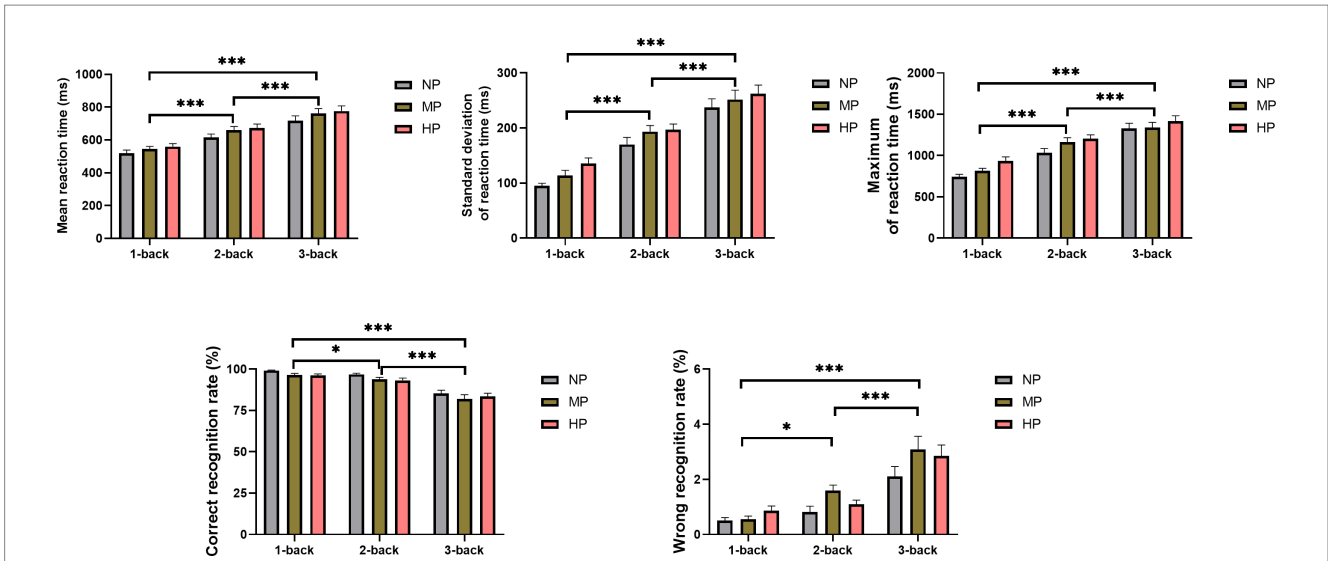 Mean reaction time (ms)
1000
800
600
400
200
0
***
***
***
1-back
2-back
3-back
NP
MP
HP
Standard deviation
of reaction time (ms)
300
200
100
0
***
***
***
1-back
2-back
3-back
NP
MP
HP
Maximum
of reaction time (ms)
2000
1500
1000
500
0
***
***
***
1-back
2-back
3-back
NP
MP
HP
Correct recognition rate (%)
100
75
50
25
0
***
*
***
1-back
2-back
3-back
NP
MP
HP
Wrong recognition rate (%)
6
4
2
0
***
***
*
1-back
2-back
3-back
NP
MP
HP